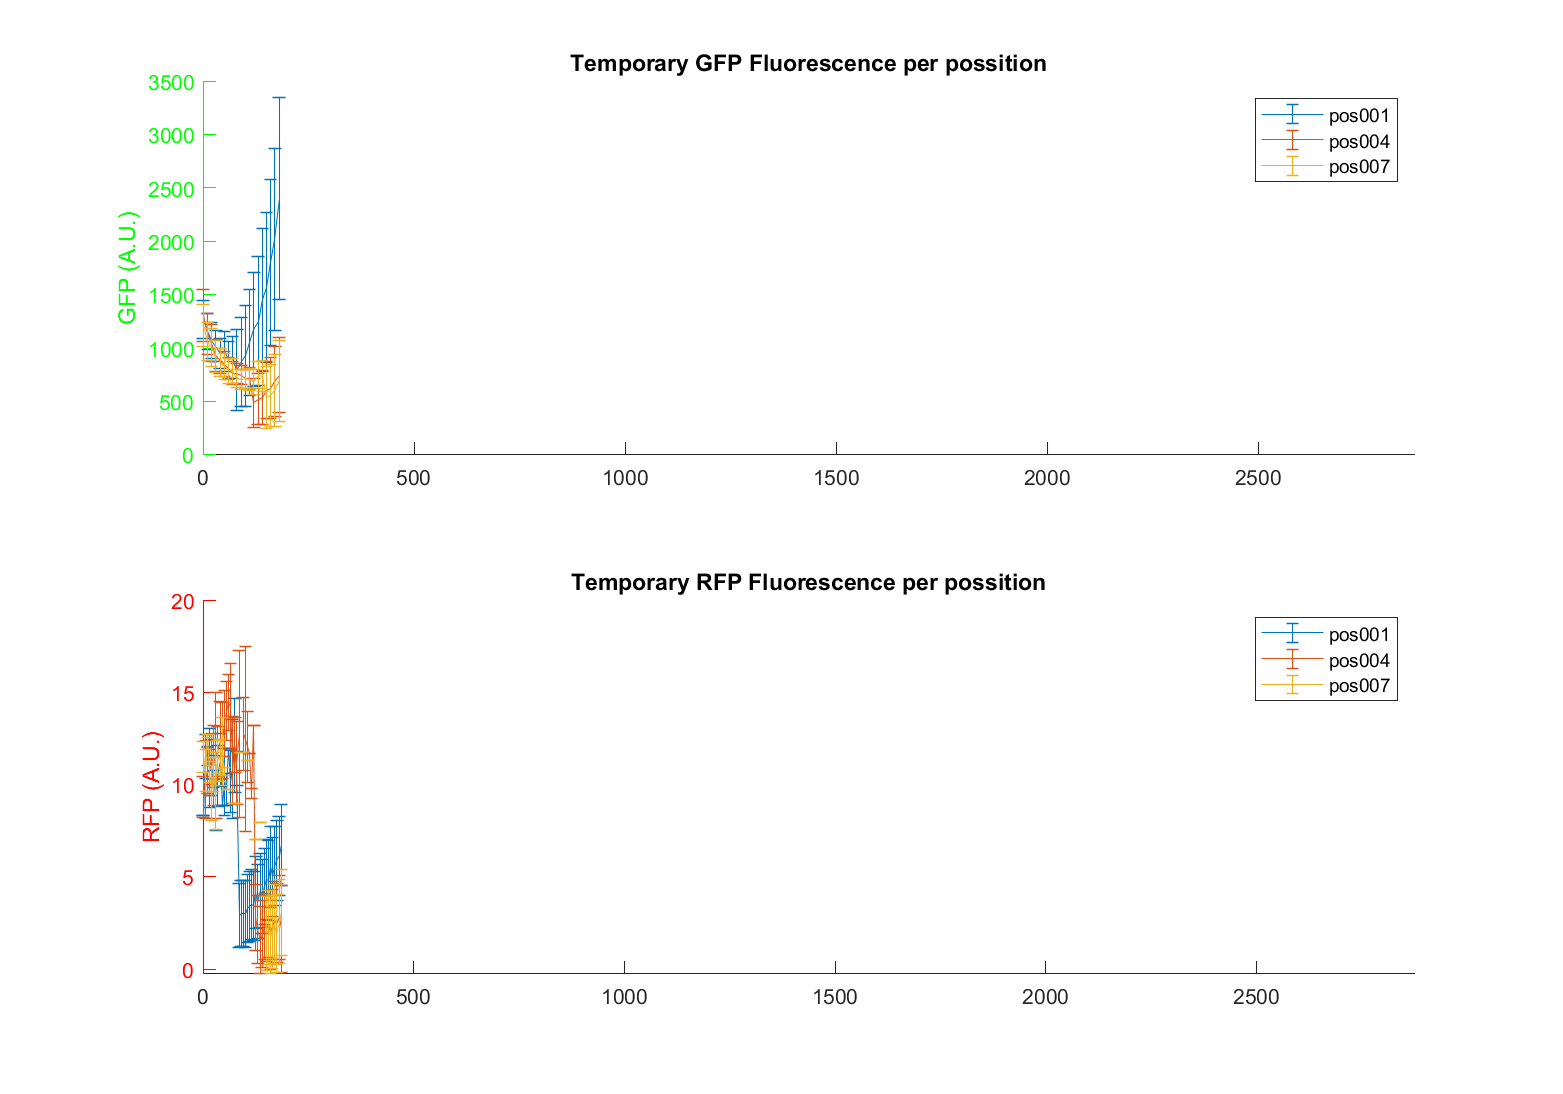 Temporary GFP Fluorescence per possition
3500
3000
2500
2000
1500
1000
500
0
GFP (A.U.)
pos001
pos004
pos007
0 500 1000 1500 2000 2500
Temporary RFP Fluorescence per possition
20
15
10
5
0
RFP (A.U.)
pos001
pos004
pos007
0 500 1000 1500 2000 2500